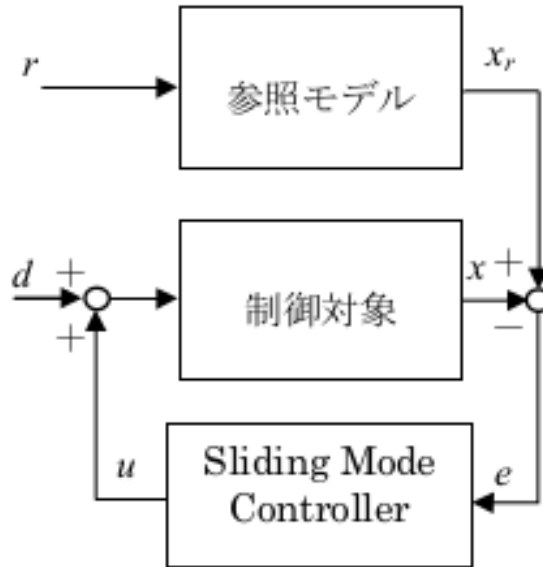 r
参照モデル
x_r
d
+
+
制御対象
x
+
−
u
Sliding Mode
Controller
e